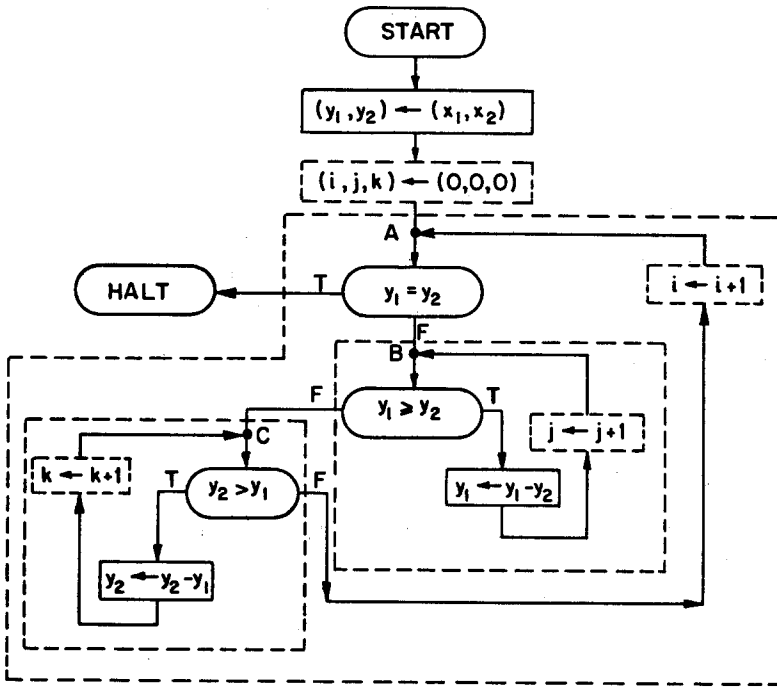 START
(y₁, y₂) ← (x₁, x₂)
(i, j, k) ← (0,0,0)
A
HALT
T
y₁ = y₂
i ← i+1
F
B
F
y₁ ≥ y₂
T
j ← j+1
C
k ← k+1
T
y₂ > y₁
F
y₁ ← y₁-y₂
y₂ ← y₂-y₁